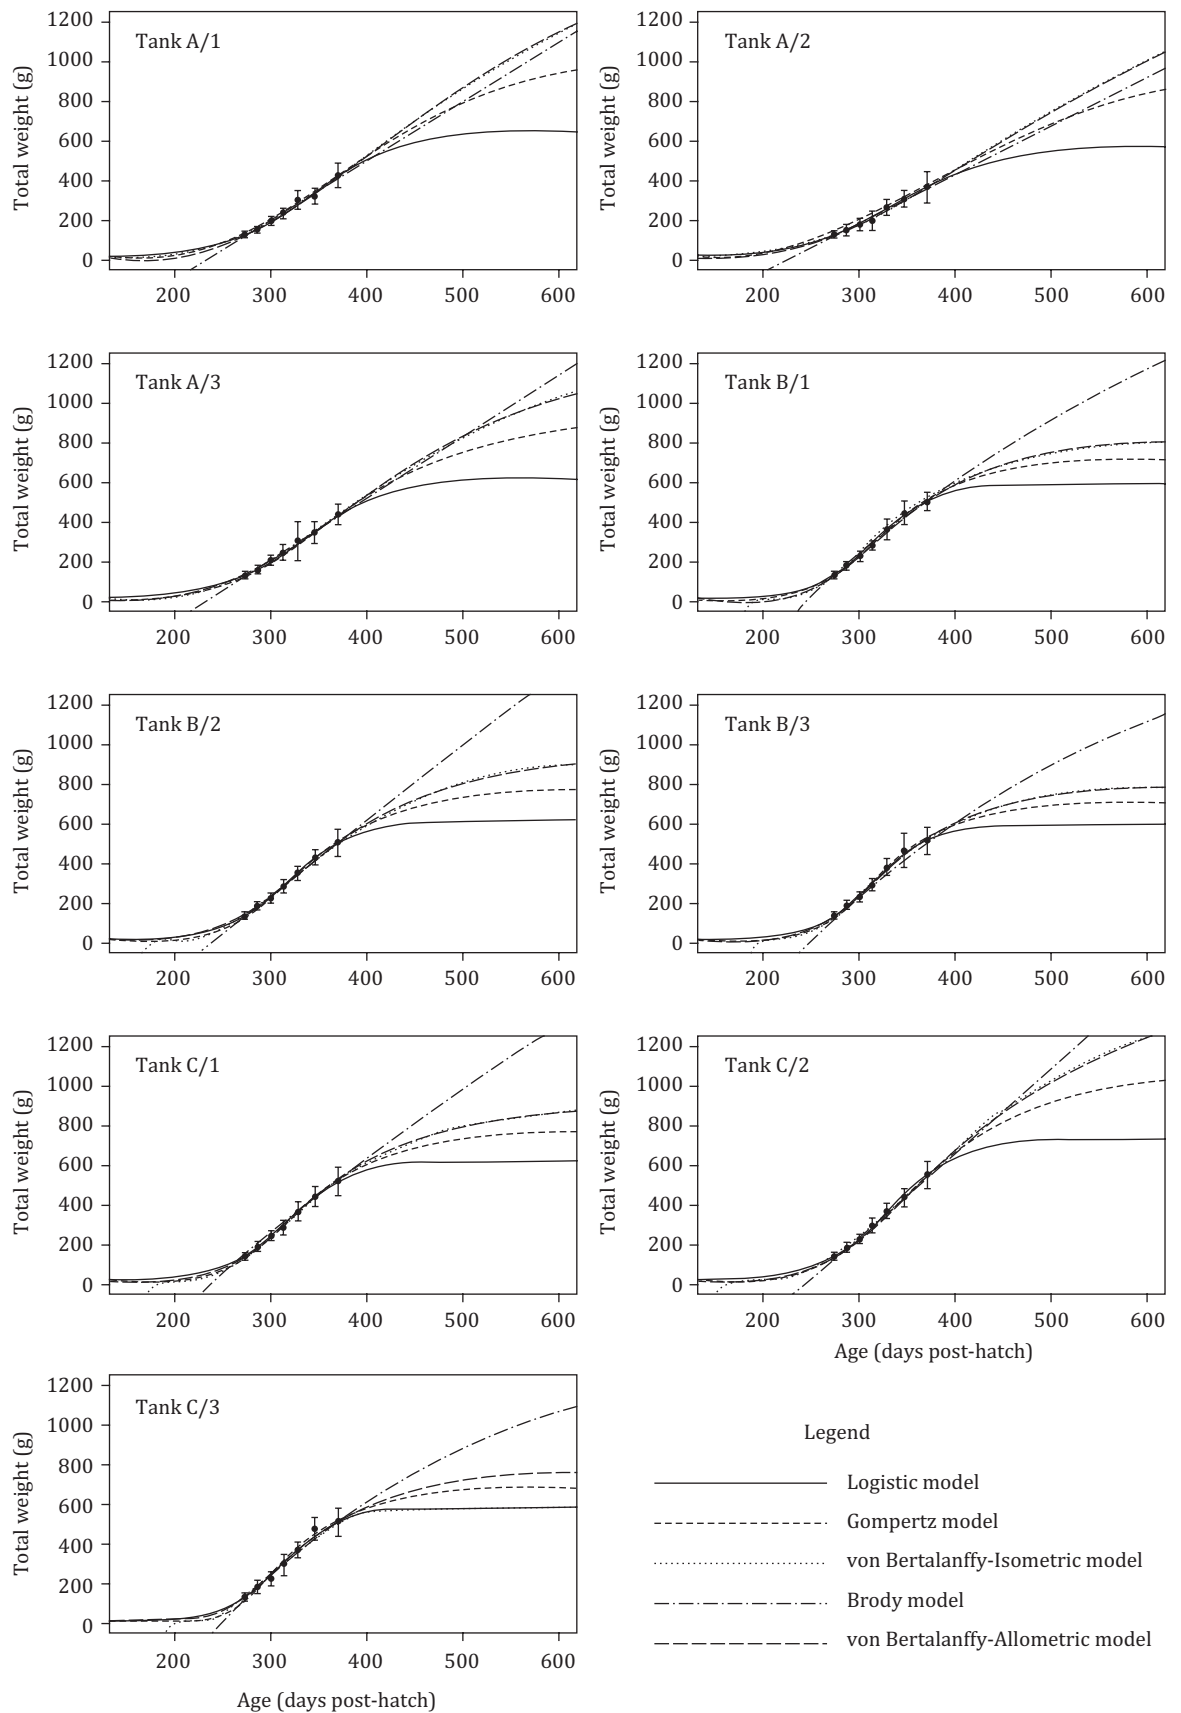 Tank A/1
Total weight (g)
1200
1000
800
600
400
200
0
200 300 400 500 600
Tank A/2
Total weight (g)
1200
1000
800
600
400
200
0
200 300 400 500 600
Tank A/3
Total weight (g)
1200
1000
800
600
400
200
0
200 300 400 500 600
Tank B/1
Total weight (g)
1200
1000
800
600
400
200
0
200 300 400 500 600
Tank B/2
Total weight (g)
1200
1000
800
600
400
200
0
200 300 400 500 600
Tank B/3
Total weight (g)
1200
1000
800
600
400
200
0
200 300 400 500 600
Tank C/1
Total weight (g)
1200
1000
800
600
400
200
0
200 300 400 500 600
Tank C/2
Total weight (g)
1200
1000
800
600
400
200
0
200 300 400 500 600
Age (days post-hatch)
Tank C/3
Total weight (g)
1200
1000
800
600
400
200
0
200 300 400 500 600
Age (days post-hatch)
Legend
Logistic model
Gompertz model
von Bertalanffy-Isometric model
Brody model
von Bertalanffy-Allometric model